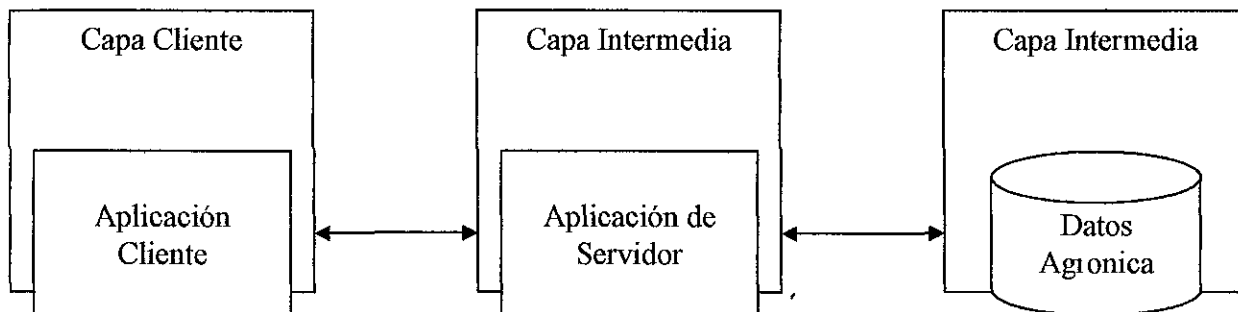 Capa Cliente
Aplicación
Cliente
Capa Intermedia
Aplicación de
Servidor
Capa Intermedia
Datos
Agronica